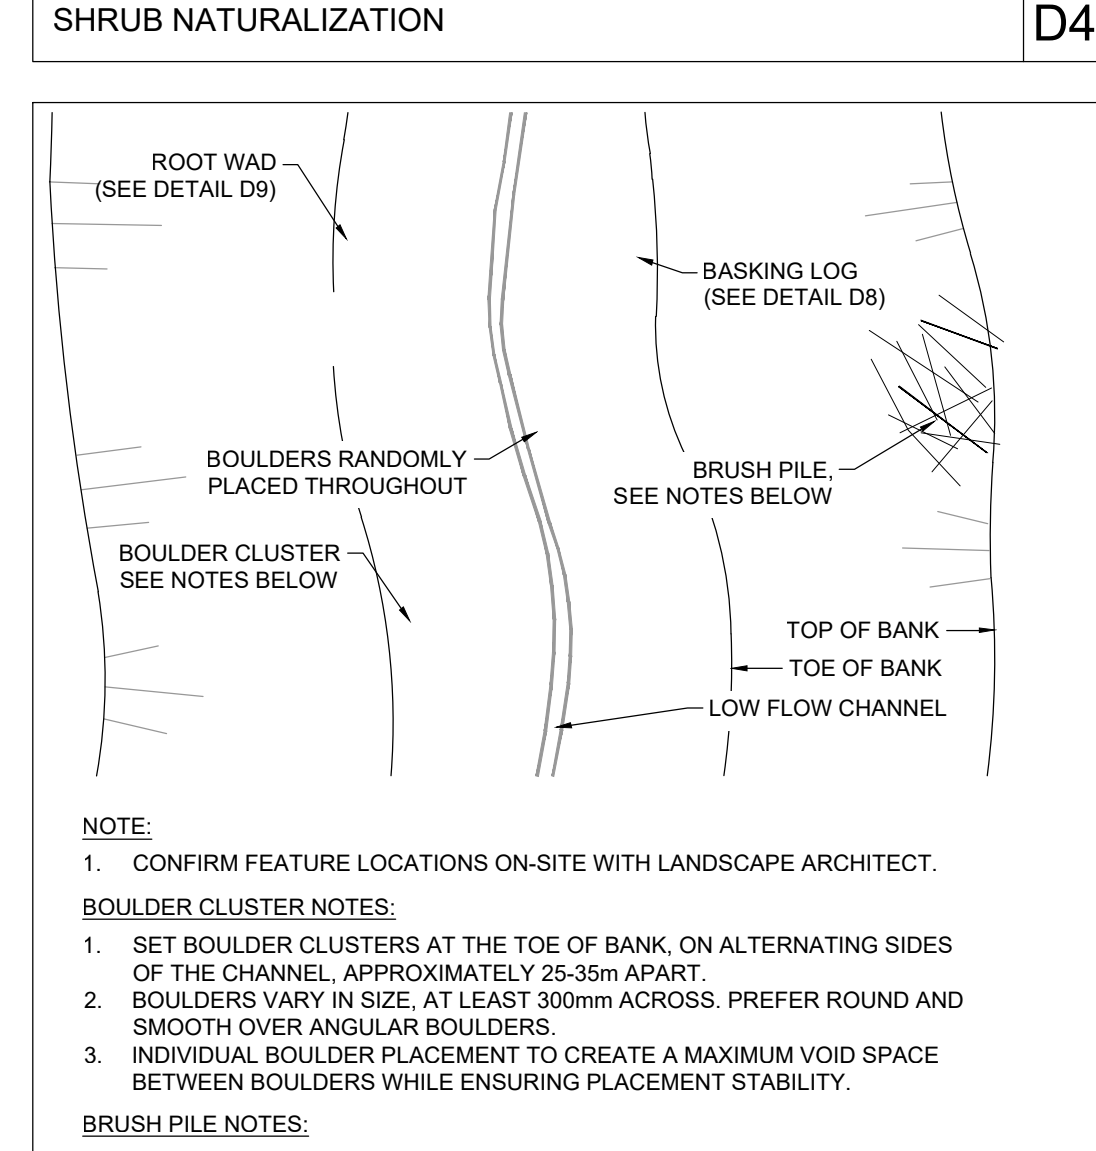 SHRUB NATURALIZATION
D4
ROOT WAD
(SEE DETAIL D9)
BASKING LOG
(SEE DETAIL D8)
BOULDERS RANDOMLY
PLACED THROUGHOUT
BRUSH PILE,
SEE NOTES BELOW
BOULDER CLUSTER
SEE NOTES BELOW
TOP OF BANK
TOE OF BANK
LOW FLOW CHANNEL
NOTE:
1. CONFIRM FEATURE LOCATIONS ON-SITE WITH LANDSCAPE ARCHITECT.
BOULDER CLUSTER NOTES:
1. SET BOULDER CLUSTERS AT THE TOE OF BANK, ON ALTERNATING SIDES
OF THE CHANNEL, APPROXIMATELY 25-35m APART.
2. BOULDERS VARY IN SIZE, AT LEAST 300mm ACROSS. PREFER ROUND AND
SMOOTH OVER ANGULAR BOULDERS.
3. INDIVIDUAL BOULDER PLACEMENT TO CREATE A MAXIMUM VOID SPACE
BETWEEN BOULDERS WHILE ENSURING PLACEMENT STABILITY.
BRUSH PILE NOTES: